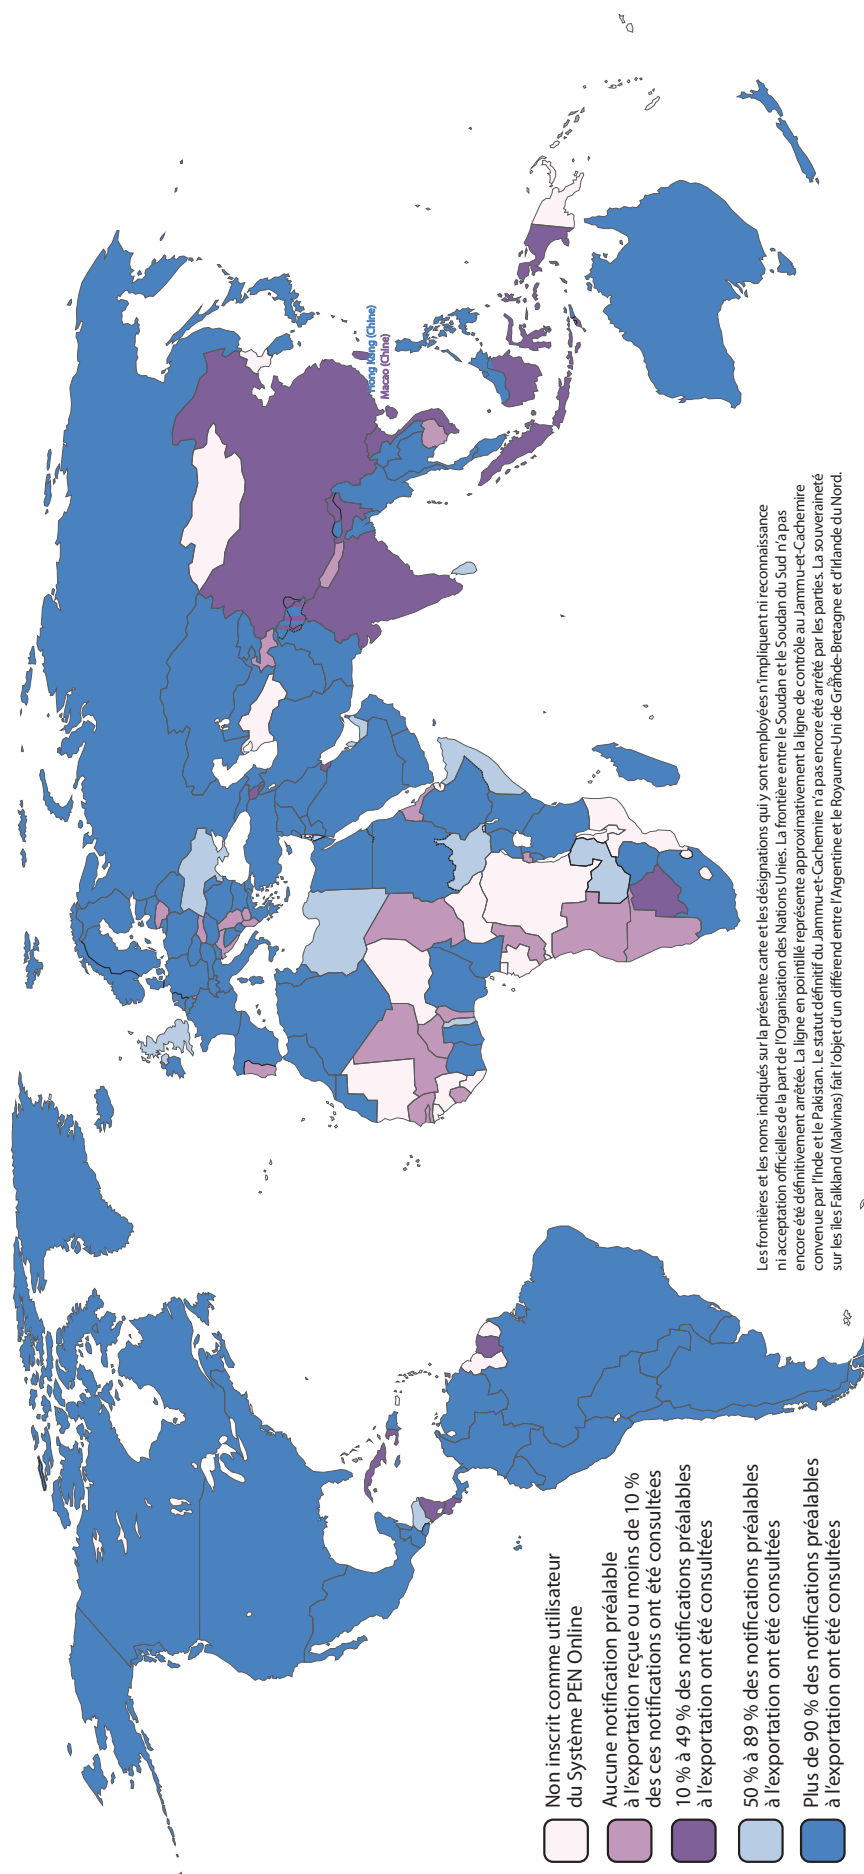 Hong Kong (Chine)
Macao (Chine)
Non inscrit comme utilisateur
du Système PEN Online
Aucune notification préalable
à l'exportation reçue ou moins de 10 %
des ces notifications ont été consultées
10 % à 49 % des notifications préalables
à l'exportation ont été consultées
50 % à 89 % des notifications préalables
à l'exportation ont été consultées
Plus de 90 % des notifications préalables
à l'exportation ont été consultées
Les frontières et les noms indiqués sur la présente carte et les désignations qui y sont employées n'impliquent ni reconnaissance
ni acceptation officielles de la part de l'Organisation des Nations Unies. La frontière entre le Soudan et le Soudan du Sud n'a pas
encore été définitivement arrêtée. La ligne en pointillé représente approximativement la ligne de contrôle au Jammu-et-Cachemire
convenue par l'Inde et le Pakistan. Le statut définitif du Jammu-et-Cachemire n'a pas encore été arrêté par les parties. La souveraineté
sur les îles Falkland (Malvinas) fait l'objet d'un différend entre l'Argentine et le Royaume-Uni de Grande-Bretagne et d'Irlande du Nord.